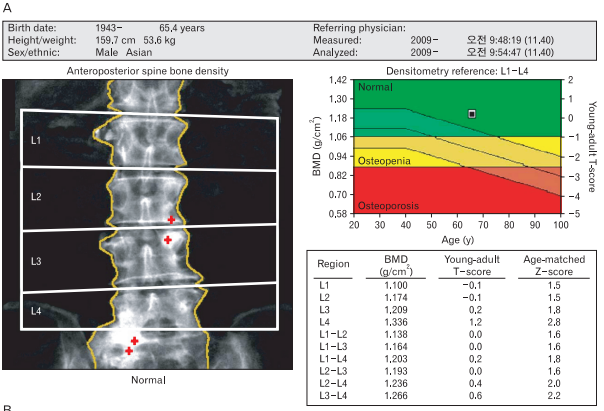 A
Birth date: 1943– 65,4 years Referring physician:
Height/weight: 159,7 cm 53,6 kg Measured: 2009– 오전 9:48:19 (11,40)
Sex/ethnic: Male Asian Analyzed: 2009– 오전 9:54:47 (11,40)
Anteroposterior spine bone density
L1
L2
L3
L4
Normal
Densitometry reference: L1–L4
BMD (g/cm²)
1,42
1,30
1,18
1,06
0,94
0,82
0,70
0,58
Normal
Osteopenia
Osteoporosis
2
1
0
−1
−2
−3
−4
−5
Young-adult T-score
20 30 40 50 60 70 80 90 100
Age (y)
Region BMD (g/cm²) Young-adult T-score Age-matched Z-score
L1 1,100 −0,1 1,5
L2 1,174 −0,1 1,5
L3 1,209 0,2 1,8
L4 1,336 1,2 2,8
L1−L2 1,138 0,0 1,6
L1−L3 1,164 0,0 1,6
L1−L4 1,203 0,2 1,8
L2−L3 1,193 0,0 1,6
L2−L4 1,236 0,4 2,0
L3−L4 1,266 0,6 2,2